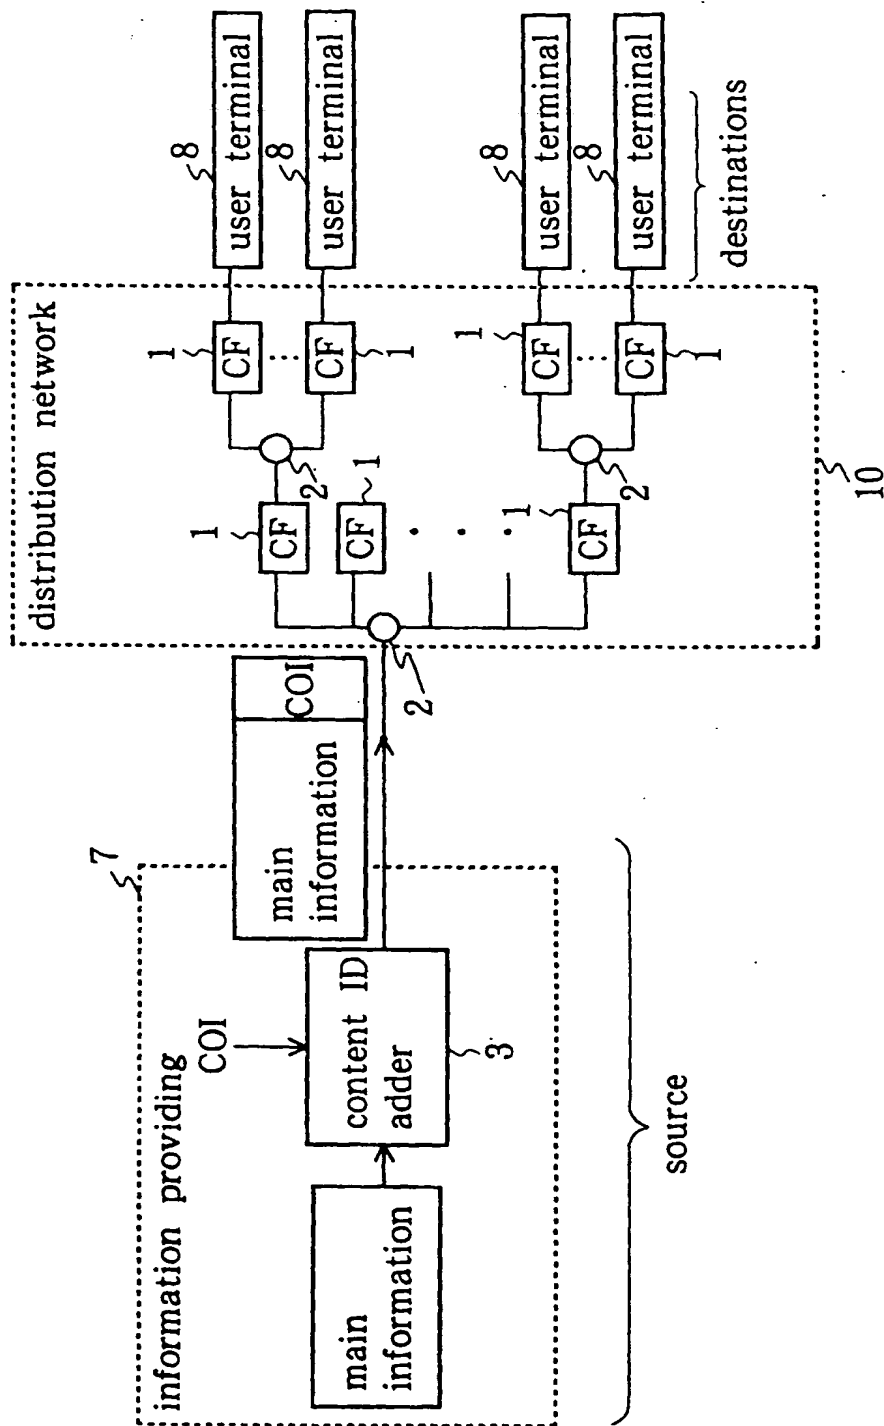 information providing
7
main
information
COI
content ID
adder
3
main
information
COI
source
distribution network
2
1
CF
CF
1
1
CF
2
2
1
CF
CF
1
1
CF
CF
1
10
8
user terminal
8
user terminal
8
user terminal
8
user terminal
destinations